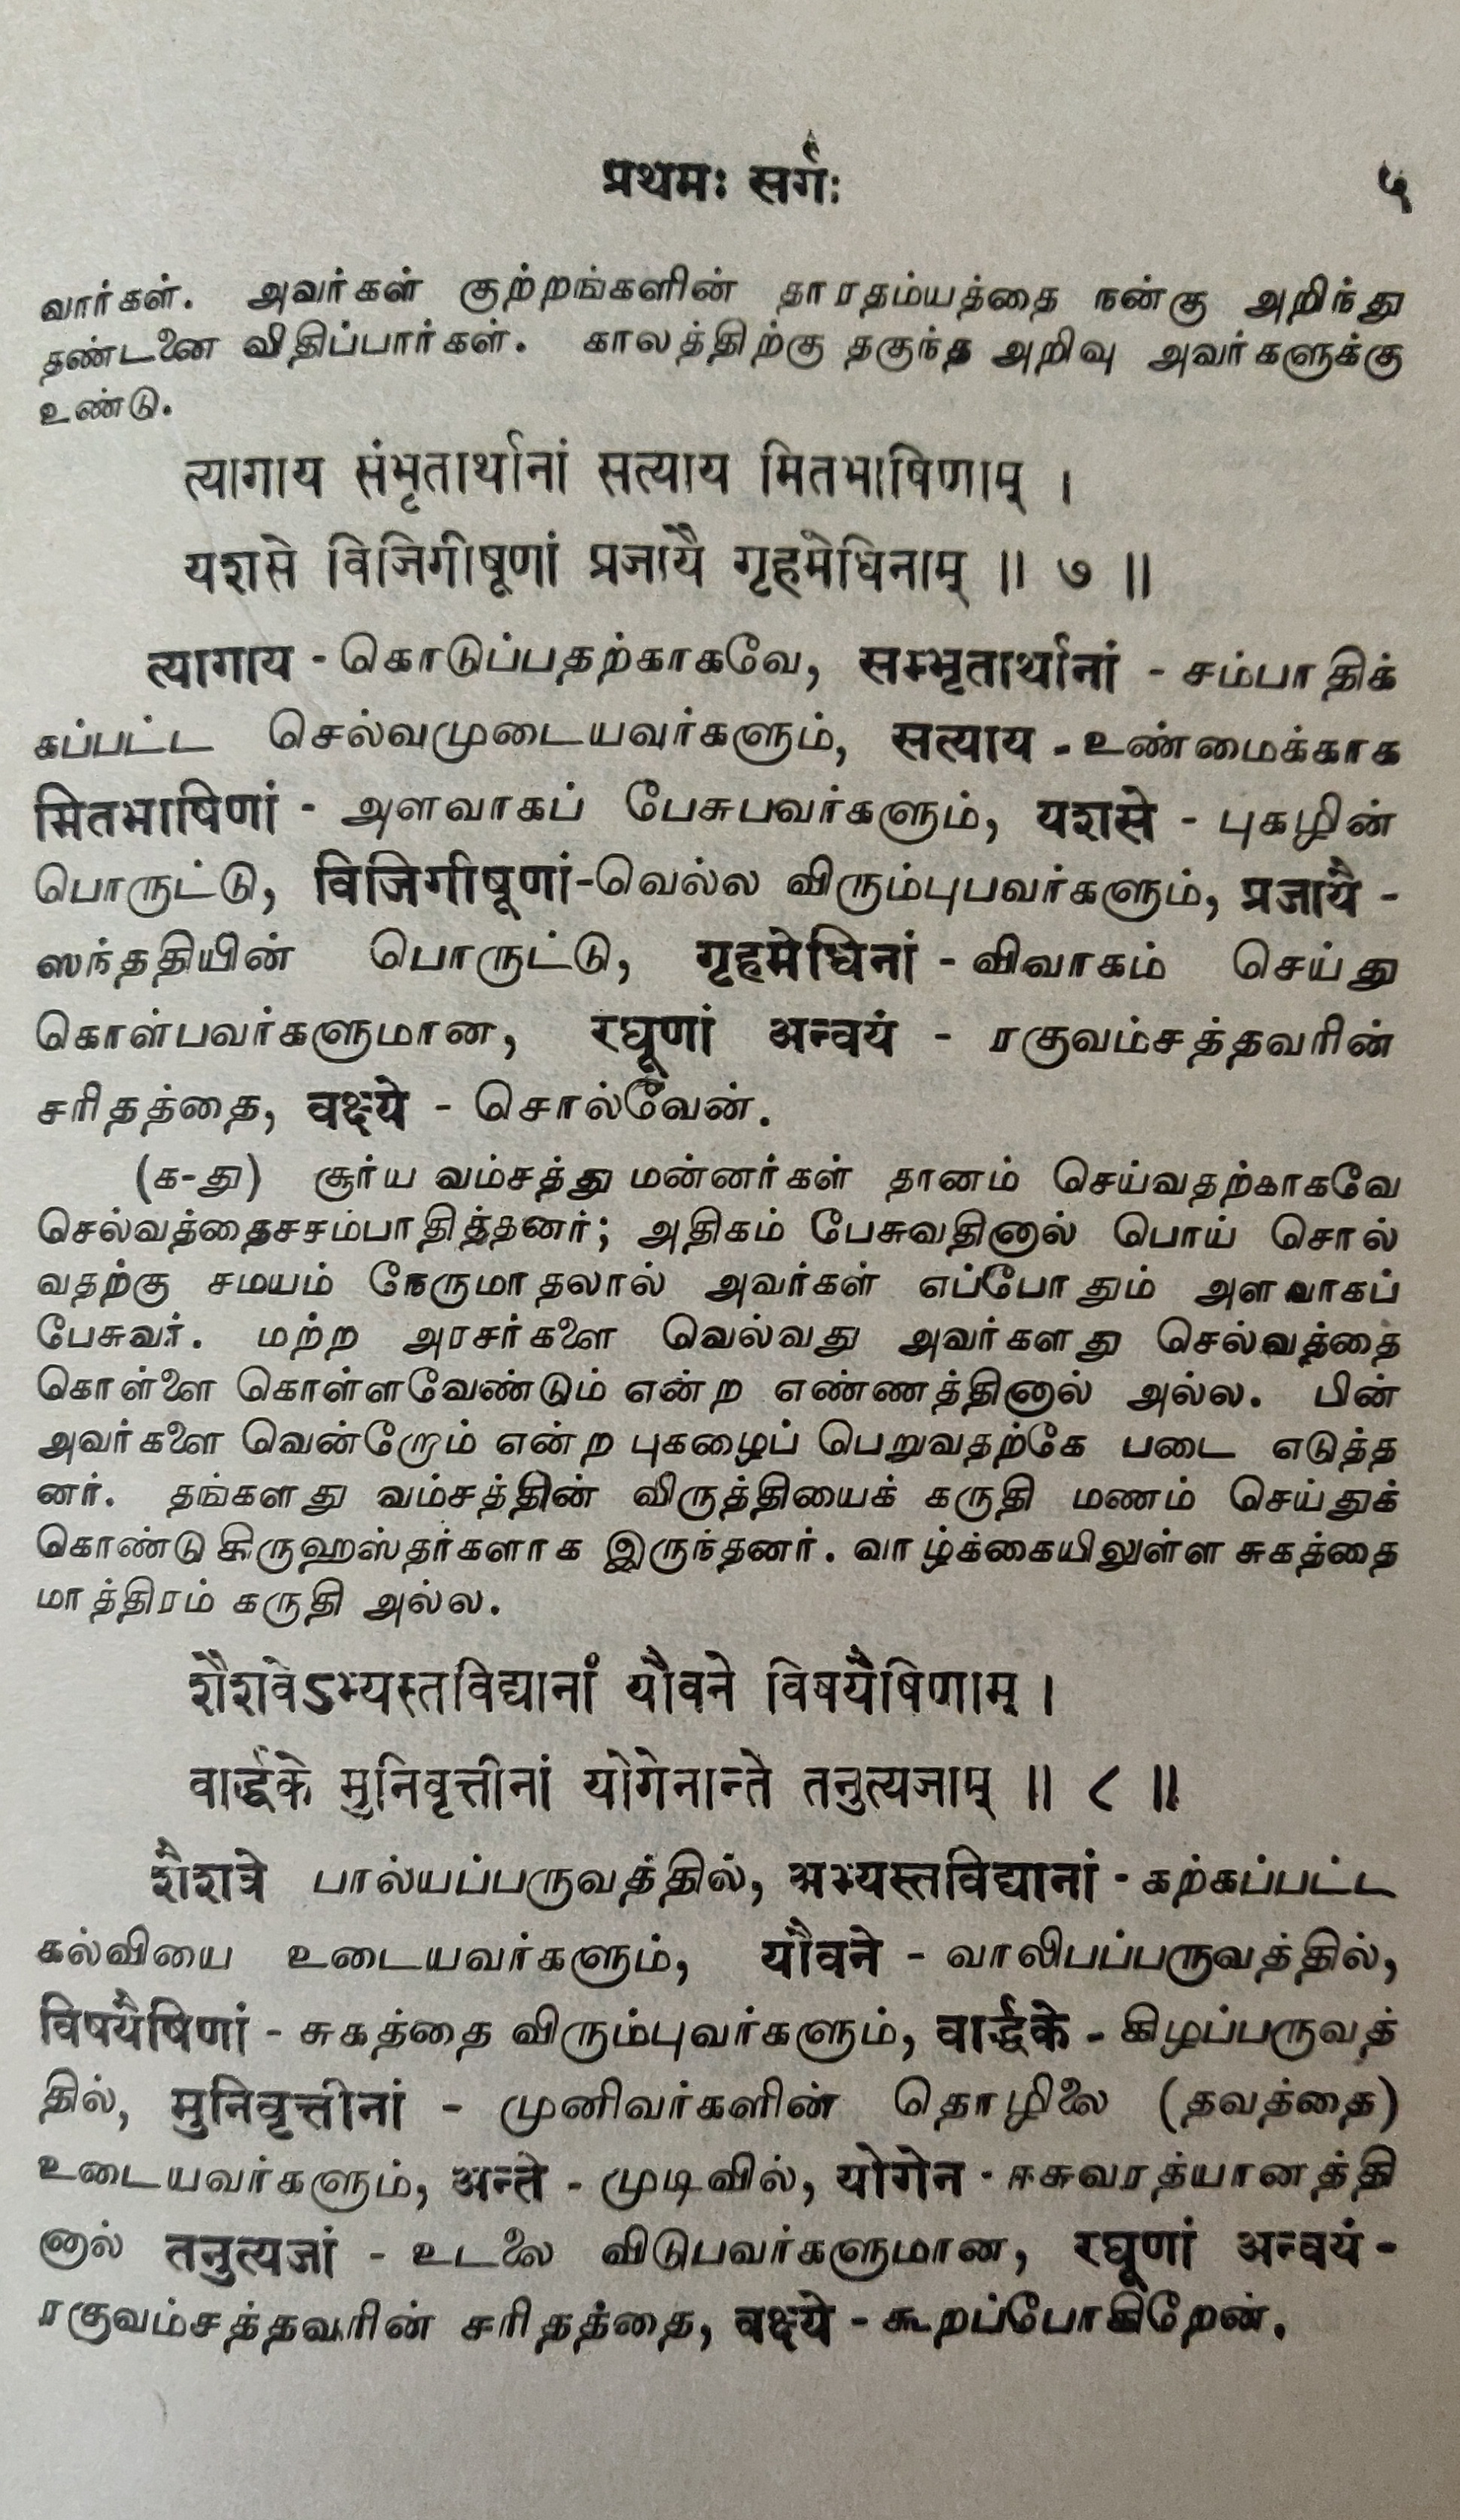 प्रथमः सर्गः ५
வார்கள். அவர்கள் குற்றங்களின் தாரதம்யத்தை நன்கு அறிந்து
தண்டனை விதிப்பார்கள். காலத்திற்கு தகுந்த அறிவு அவர்களுக்கு
உண்டு.
त्यागाय संभृतार्थानां सत्याय मितभाषिणाम् ।
यशसे विजिगीषूणां प्रजायै गृहमेधिनाम् ॥ ७ ॥
त्यागाय - கொடுப்பதற்காகவே, सम्भृतार्थानां - சம்பாதிக்
கப்பட்ட செல்வமுடையவர்களும், सत्याय - உண்மைக்காக
मितभाषिणां - அளவாகப் பேசுபவர்களும், यशसे - புகழின்
பொருட்டு, विजिगीषूणां-வெல்ல விரும்புபவர்களும், प्रजायै -
ஸந்ததியின் பொருட்டு, गृहमेधिनां - விவாகம் செய்து
கொள்பவர்களுமான, रघूणां अन्वयं - ரகுவம்சத்தவரின்
சரிதத்தை, वक्ष्ये - சொல்வேன்.
(க-து) சூர்ய வம்சத்து மன்னர்கள் தானம் செய்வதற்காகவே
செல்வத்தைசசம்பாதித்தனர்; அதிகம் பேசுவதினால் பொய் சொல்
வதற்கு சமயம் நேருமாதலால் அவர்கள் எப்போதும் அளவாகப்
பேசுவர். மற்ற அரசர்களை வெல்வது அவர்களது செல்வத்தை
கொள்ளை கொள்ளவேண்டும் என்ற எண்ணத்தினால் அல்ல. பின்
அவர்களை வென்றோம் என்ற புகழைப் பெறுவதற்கே படை எடுத்த
னர். தங்களது வம்சத்தின் விருத்தியைக் கருதி மணம் செய்துக்
கொண்டு கிருஹஸ்தர்களாக இருந்தனர். வாழ்க்கையிலுள்ள சுகத்தை
மாத்திரம் கருதி அல்ல.
शैशवेऽभ्यस्तविद्यानां यौवने विषयैषिणाम् ।
वार्द्धके मुनिवृत्तीनां योगेनान्ते तनुत्यजाम् ॥ ८ ॥
शैशवे பால்யப்பருவத்தில், अभ्यस्तविद्यानां - கற்கப்பட்ட
கல்வியை உடையவர்களும், यौवने - வாலிபப்பருவத்தில்,
विषयैषिणां - சுகத்தை விரும்புவர்களும், वार्द्धके - கிழப்பருவத்
தில், मुनिवृत्तीनां - முனிவர்களின் தொழிலை (தவத்தை)
உடையவர்களும், अन्ते - முடிவில், योगेन - ஈசுவரத்யானத்தி
னால் तनुत्यजां - உடலை விடுபவர்களுமான, रघूणां अन्वयं -
ரகுவம்சத்தவரின் சரிதத்தை, वक्ष्ये - கூறப்போகிறேன்.